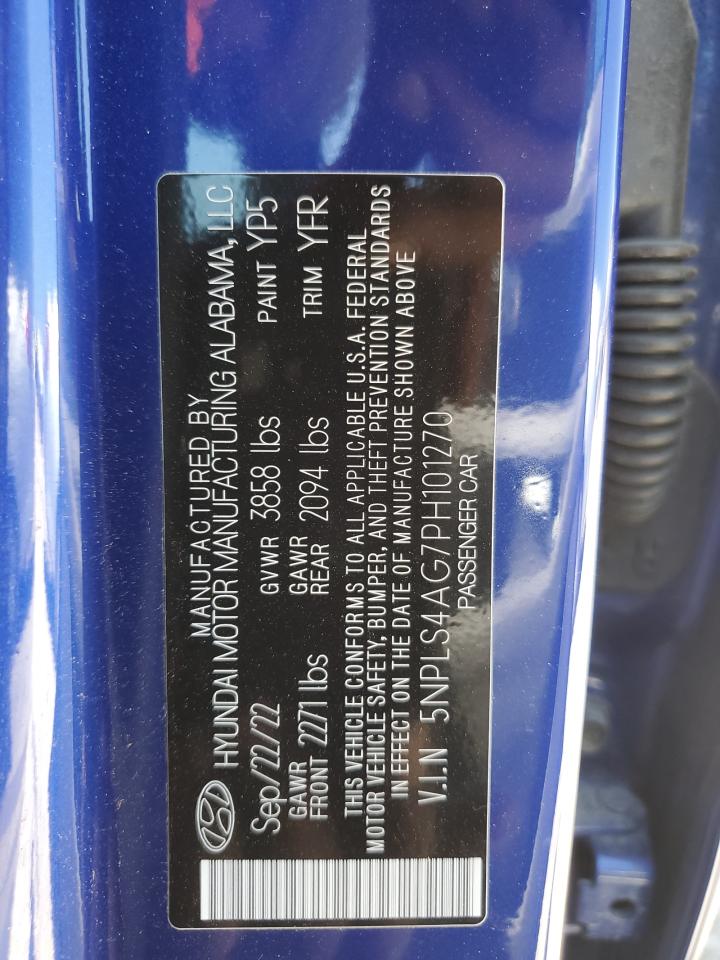 MANUFACTURED BY
HYUNDAI MOTOR MANUFACTURING ALABAMA, LLC
Sep/22/22 GVWR 3858 lbs PAINT YP5
GAWR FRONT 2271 lbs GAWR REAR 2094 lbs TRIM YFR
THIS VEHICLE CONFORMS TO ALL APPLICABLE U.S.A. FEDERAL
MOTOR VEHICLE SAFETY, BUMPER, AND THEFT PREVENTION STANDARDS
IN EFFECT ON THE DATE OF MANUFACTURE SHOWN ABOVE
V.I.N 5NPLS4AG7PH101270
PASSENGER CAR